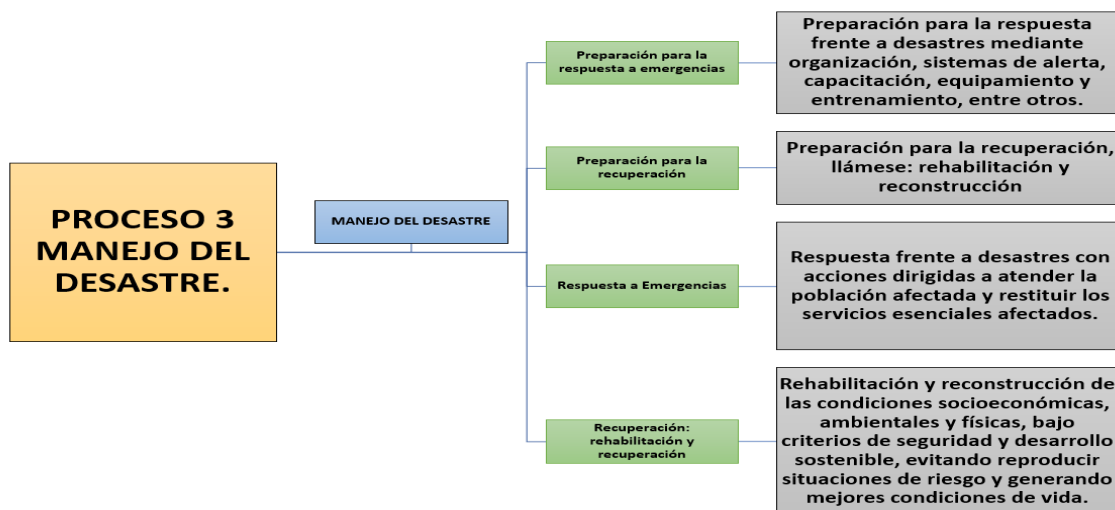 PROCESO 3
MANEJO DEL
DESASTRE.
MANEJO DEL DESASTRE
Preparación para la
respuesta a emergencias
Preparación para la respuesta
frente a desastres mediante
organización, sistemas de alerta,
capacitación, equipamiento y
entrenamiento, entre otros.
Preparación para la
recuperación
Preparación para la recuperación,
llámese: rehabilitación y
reconstrucción
Respuesta a Emergencias
Respuesta frente a desastres con
acciones dirigidas a atender la
población afectada y restituir los
servicios esenciales afectados.
Recuperación:
rehabilitación y
recuperación
Rehabilitación y reconstrucción de
las condiciones socioeconómicas,
ambientales y físicas, bajo
criterios de seguridad y desarrollo
sostenible, evitando reproducir
situaciones de riesgo y generando
mejores condiciones de vida.